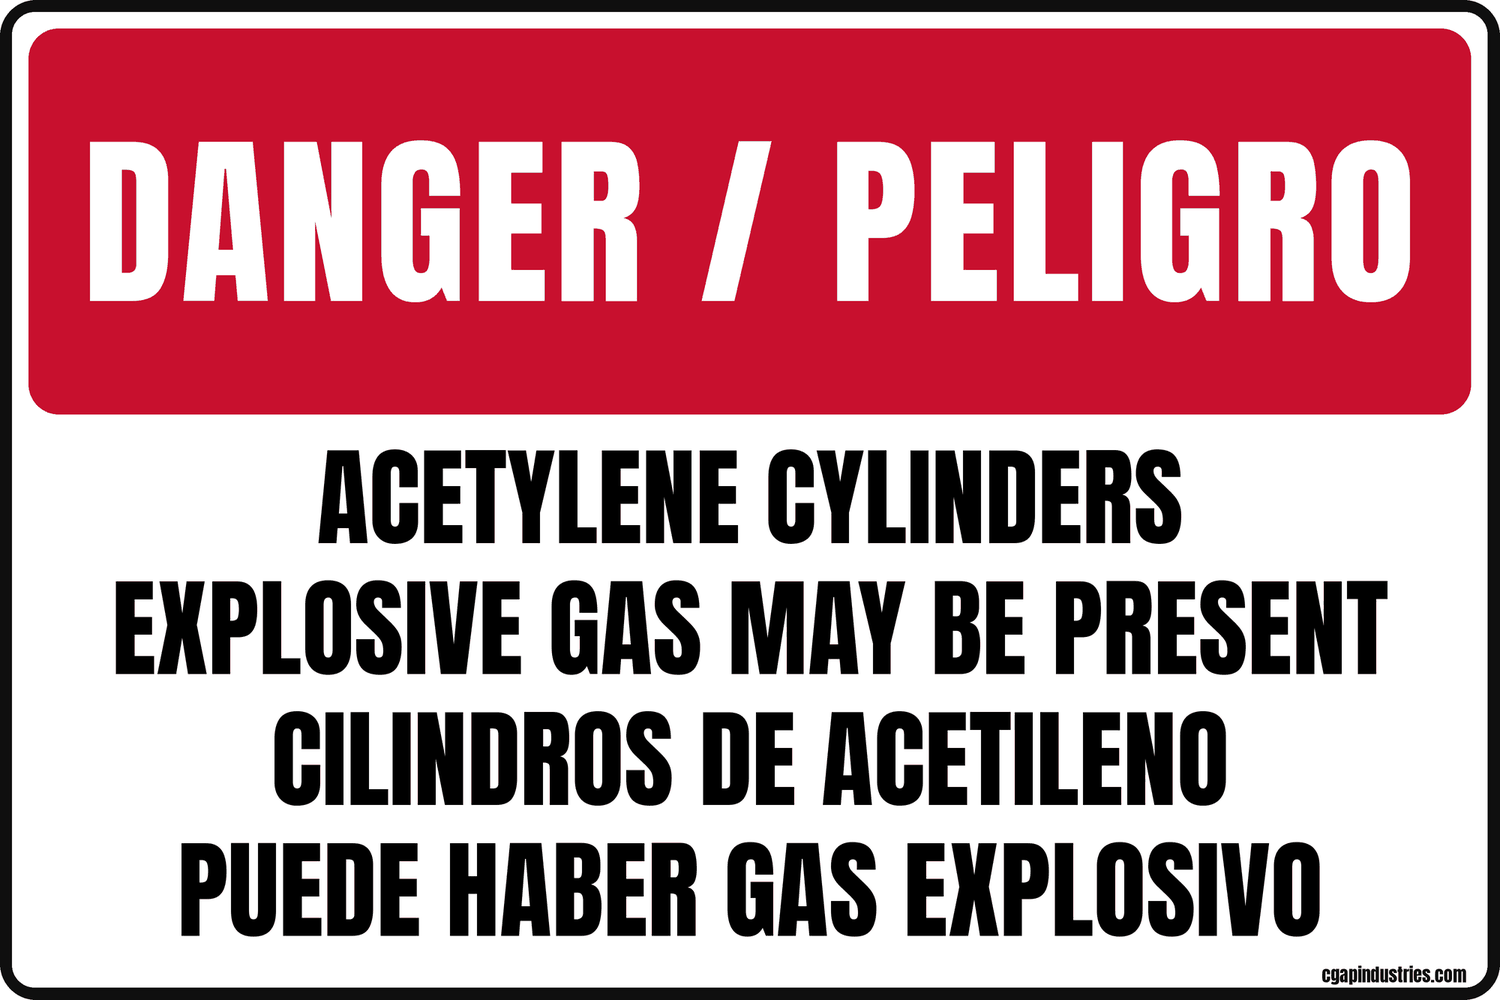 DANGER / PELIGRO
ACETYLENE CYLINDERS
EXPLOSIVE GAS MAY BE PRESENT
CILINDROS DE ACETILENO
PUEDE HABER GAS EXPLOSIVO
cgapindustries.com